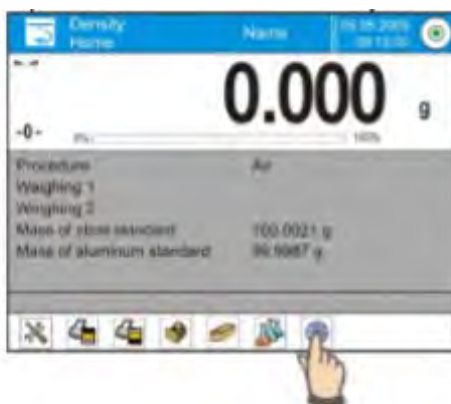 Density Name
Home
0.000 g
-0- 0% 100%
Procedure Air
Weighing 1
Weighing 2
Mass of steel standard 100.0021 g
Mass of aluminum standard 99.9987 g